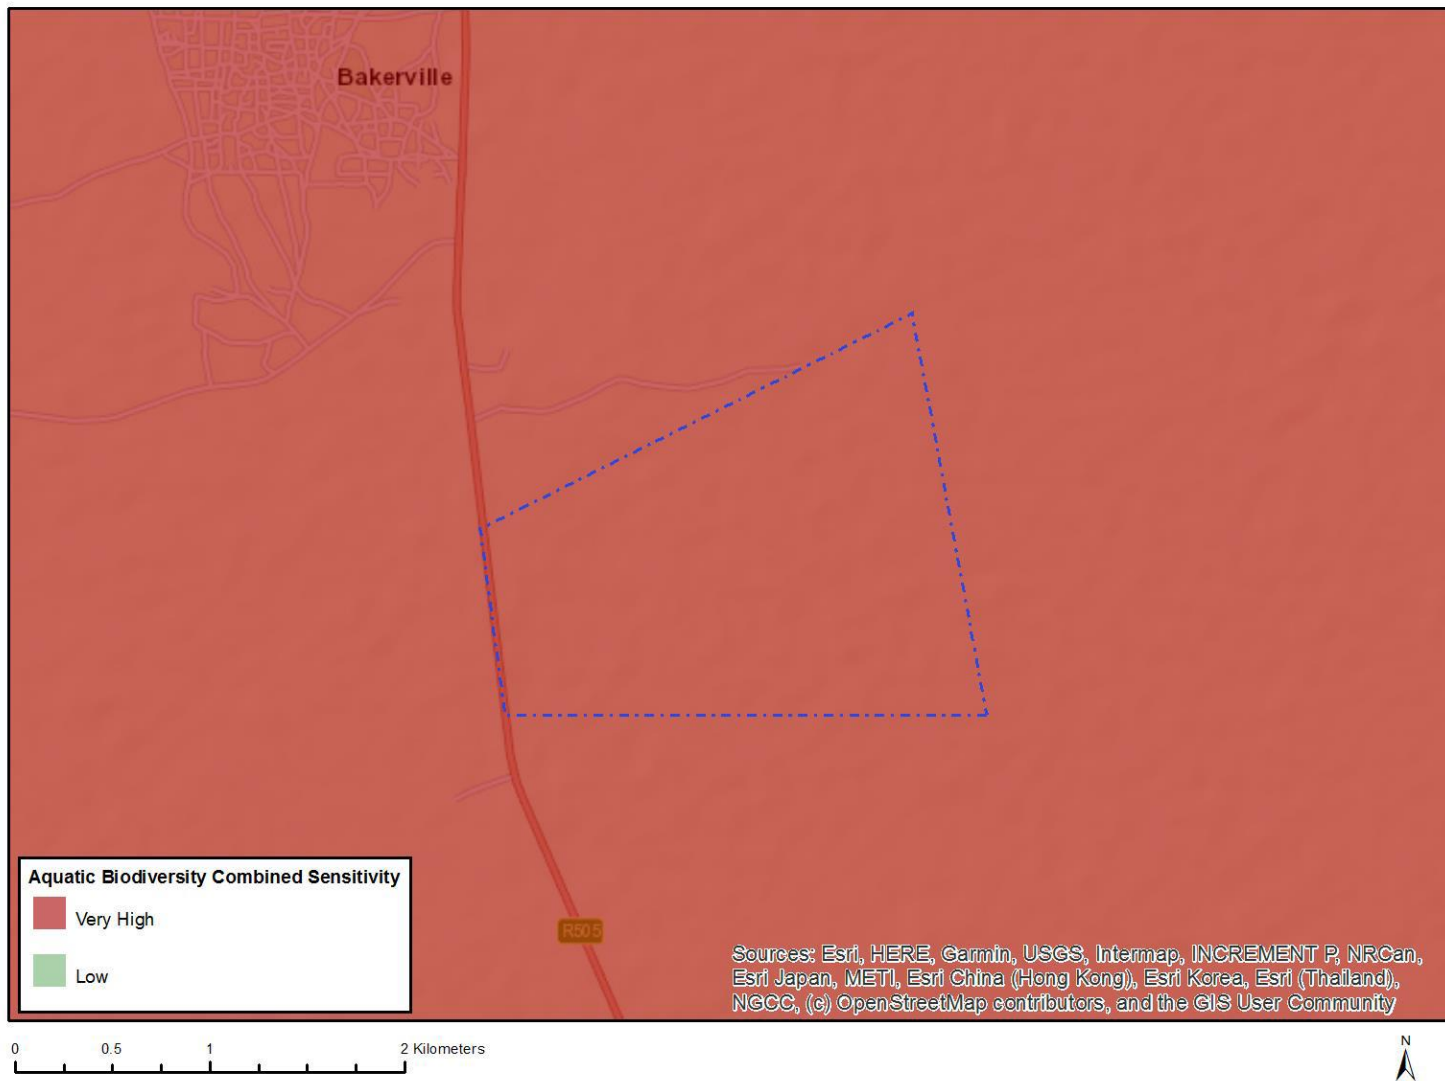 Bakerville
R505
Aquatic Biodiversity Combined Sensitivity
Very High
Low
Sources: Esri, HERE, Garmin, USGS, Intermap, INCREMENT P, NRCan,
Esri Japan, METI, Esri China (Hong Kong), Esri Korea, Esri (Thailand),
NGCC, (c) OpenStreetMap contributors, and the GIS User Community
0 0.5 1 2 Kilometers
N